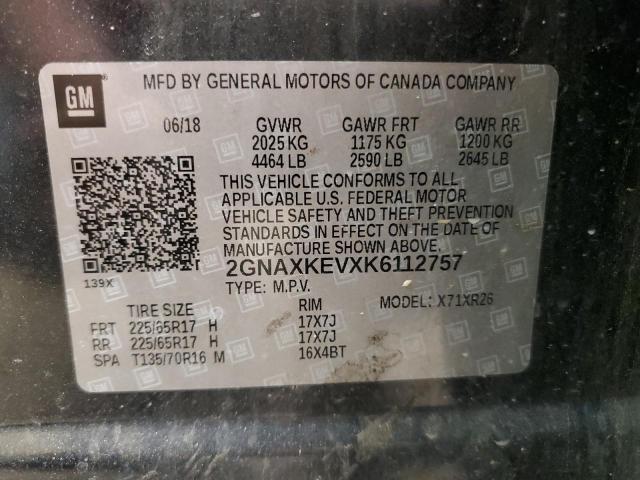 GM
MFD BY GENERAL MOTORS OF CANADA COMPANY
06/18 GVWR GAWR FRT GAWR RR
2025 KG 1175 KG 1200 KG
4464 LB 2590 LB 2645 LB
THIS VEHICLE CONFORMS TO ALL
APPLICABLE U.S. FEDERAL MOTOR
VEHICLE SAFETY AND THEFT PREVENTION
STANDARDS IN EFFECT ON THE DATE OF
MANUFACTURE SHOWN ABOVE.
2GNAXKEVXK6112757
139X TYPE: M.P.V. MODEL: X71XR26
TIRE SIZE RIM
FRT 225/65R17 H 17X7J
RR 225/65R17 H 17X7J
SPA T135/70R16 M 16X4BT